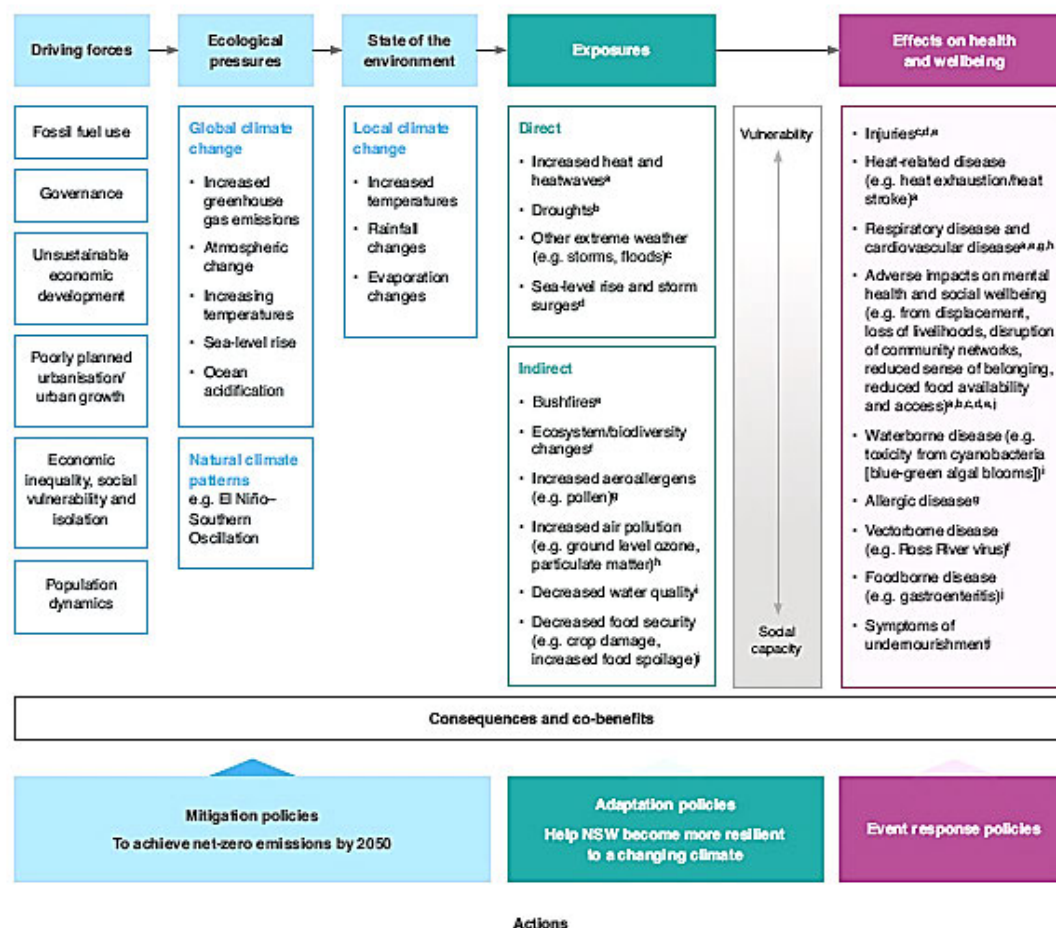 Driving forces
Ecological
pressures
State of the
environment
Exposures
Effects on health
and wellbeing
Fossil fuel use
Governance
Unsustainable
economic
development
Poorly planned
urbanisation/
urban growth
Economic
inequality, social
vulnerability and
isolation
Population
dynamics
Global climate
change
• Increased
greenhouse
gas emissions
• Atmospheric
change
• Increasing
temperatures
• Sea-level rise
• Ocean
acidification
Natural climate
patterns
e.g. El Niño–
Southern
Oscillation
Local climate
change
• Increased
temperatures
• Rainfall
changes
• Evaporation
changes
Direct
• Increased heat and
heatwavesᵃ
• Droughtsᵇ
• Other extreme weather
(e.g. storms, floods)ᶜ
• Sea-level rise and storm
surgesᵈ
Indirect
• Bushfiresᵉ
• Ecosystem/biodiversity
changesᶠ
• Increased aeroallergens
(e.g. pollen)ᵍ
• Increased air pollution
(e.g. ground level ozone,
particulate matter)ʰ
• Decreased water qualityⁱ
• Decreased food security
(e.g. crop damage,
increased food spoilage)ʲ
Vulnerability
Social
capacity
• Injuriesᶜ,ᵈ,ᵉ
• Heat-related disease
(e.g. heat exhaustion/heat
stroke)ᵃ
• Respiratory disease and
cardiovascular diseaseᵃ,ᵉ,ᵍ,ʰ
• Adverse impacts on mental
health and social wellbeing
(e.g. from displacement,
loss of livelihoods, disruption
of community networks,
reduced sense of belonging,
reduced food availability
and access)ᵃ,ᵇ,ᶜ,ᵈ,ᵉ,ʲ
• Waterborne disease (e.g.
toxicity from cyanobacteria
[blue-green algal blooms])ⁱ
• Allergic diseaseᵍ
• Vectorborne disease
(e.g. Ross River virus)ᶠ
• Foodborne disease
(e.g. gastroenteritis)ʲ
• Symptoms of
undernourishmentʲ
Consequences and co-benefits
Mitigation policies
To achieve net-zero emissions by 2050
Adaptation policies
Help NSW become more resilient
to a changing climate
Event response policies
Actions